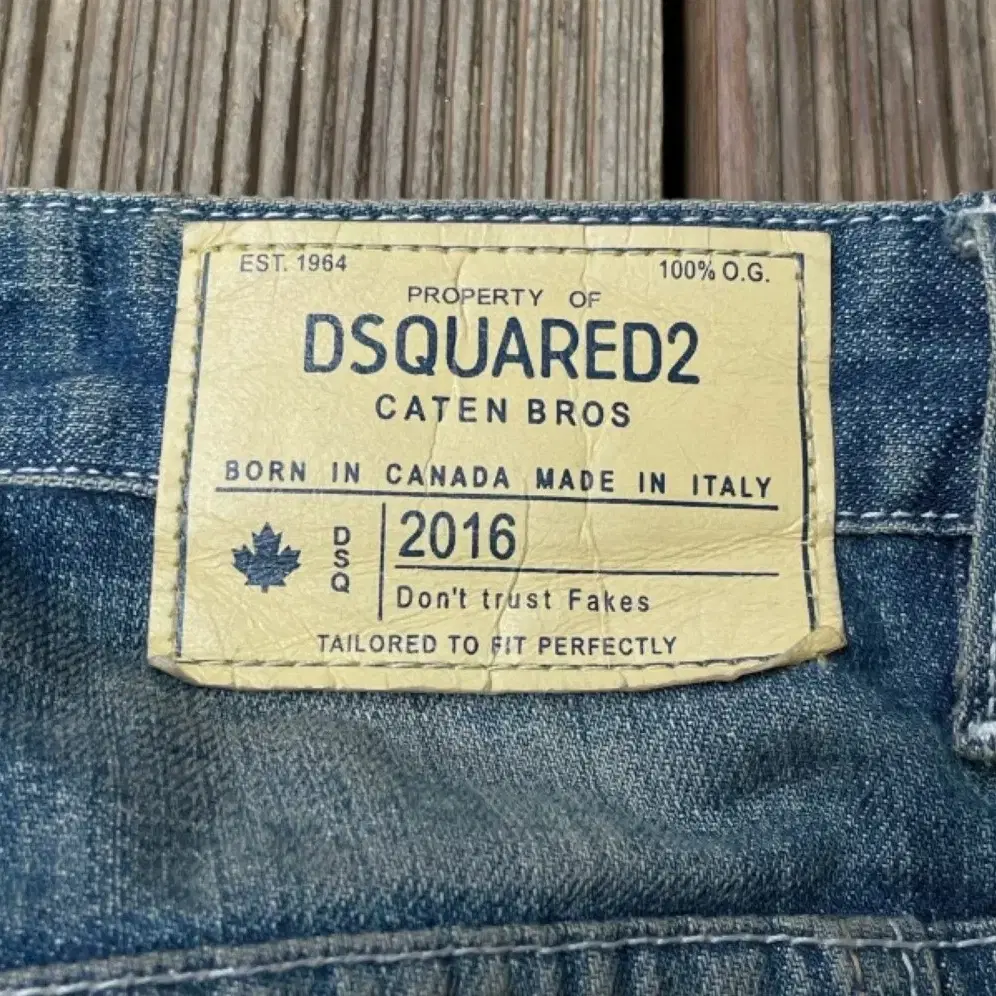 EST. 1964 100% O.G.
PROPERTY OF
DSQUARED2
CATEN BROS
BORN IN CANADA MADE IN ITALY
DSQ
2016
Don't trust Fakes
TAILORED TO FIT PERFECTLY